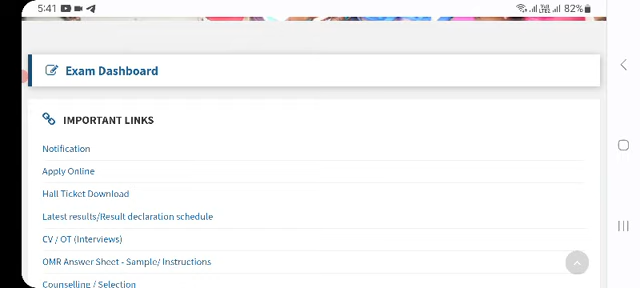 5:41 82%
Exam Dashboard
IMPORTANT LINKS
Notification
Apply Online
Hall Ticket Download
Latest results/Result declaration schedule
CV / OT (Interviews)
OMR Answer Sheet - Sample/ Instructions
Counselling / Selection